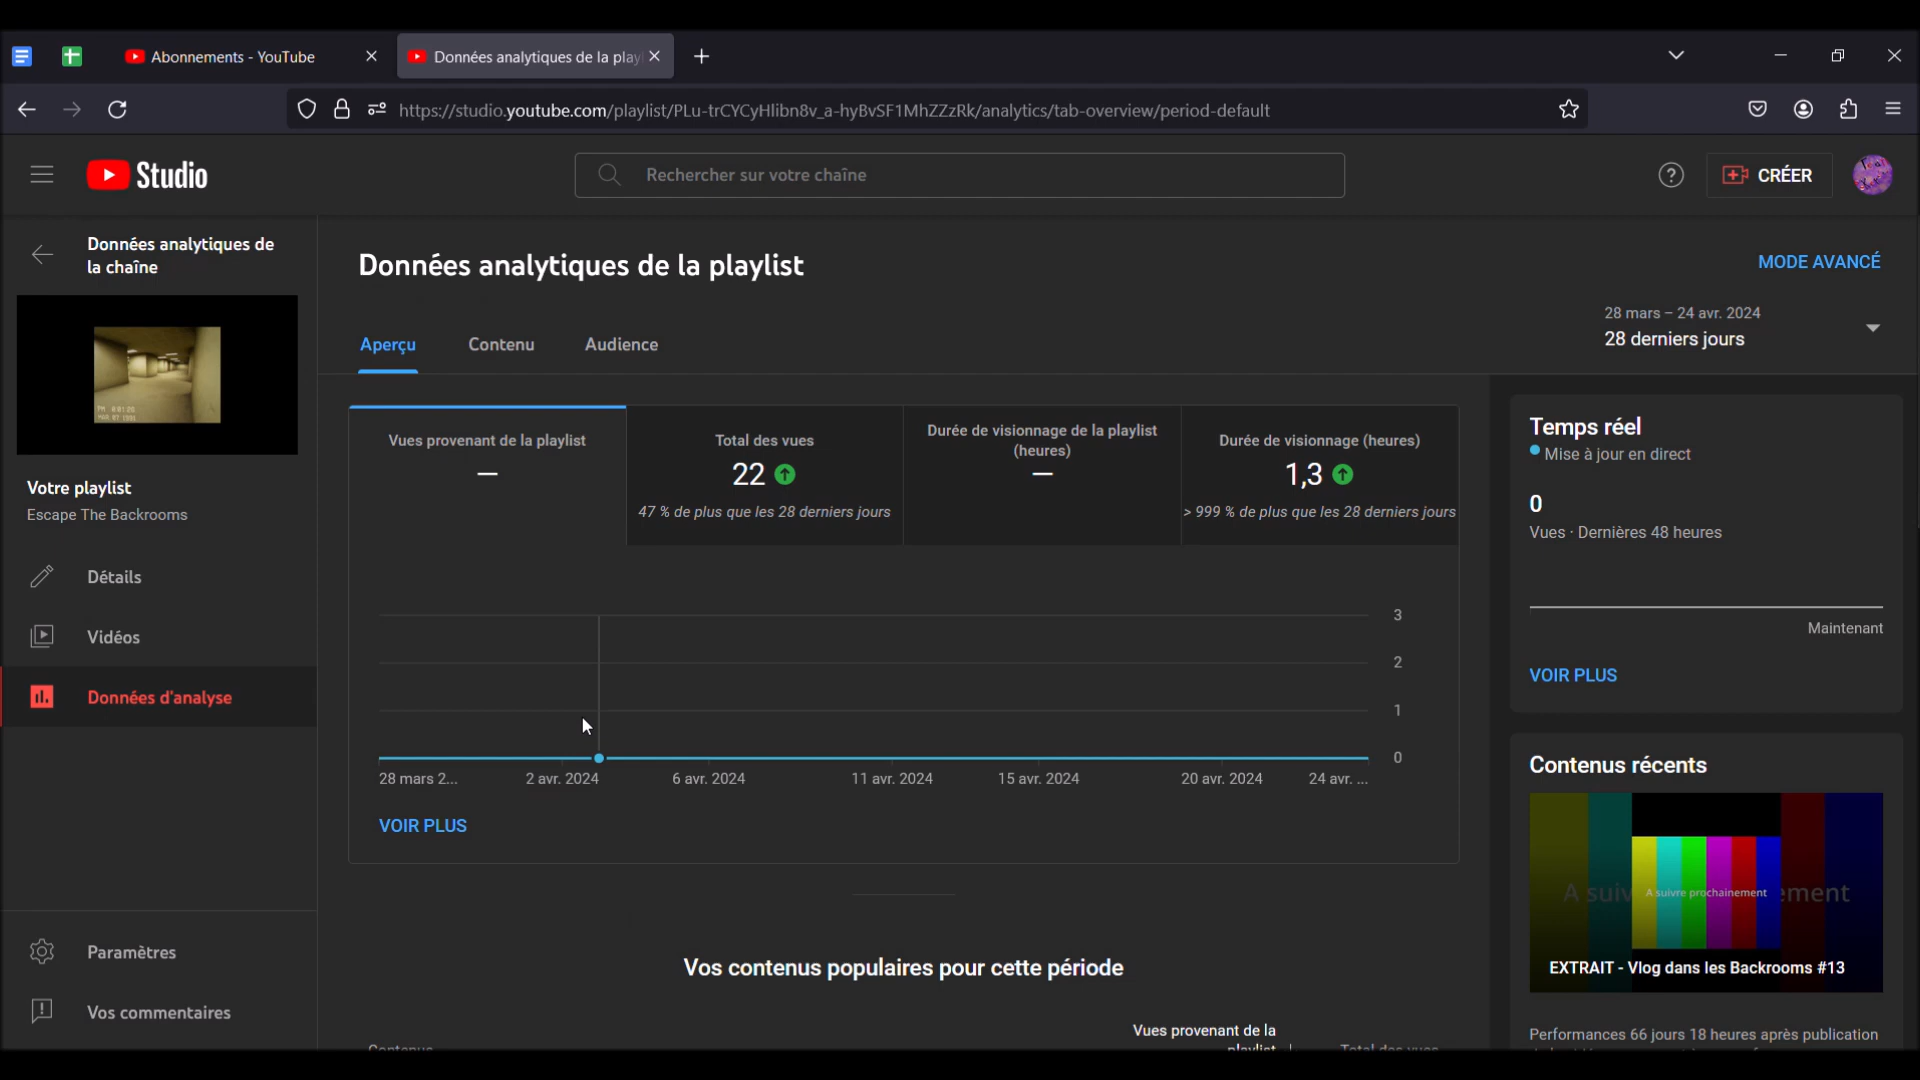 Abonnements - YouTube
Données analytiques de la play
https://studio.youtube.com/playlist/PLu-trCYCyHlibn8v_a-hyBvSF1MhZZzRk/analytics/tab-overview/period-default
Studio
Rechercher sur votre chaîne
CRÉER
Données analytiques de
la chaîne
Votre playlist
Escape The Backrooms
Détails
Vidéos
Données d'analyse
Paramètres
Vos commentaires
Données analytiques de la playlist
MODE AVANCÉ
28 mars – 24 avr. 2024
28 derniers jours
Aperçu
Contenu
Audience
Vues provenant de la playlist
—
Total des vues
22
47 % de plus que les 28 derniers jours
Durée de visionnage de la playlist
(heures)
—
Durée de visionnage (heures)
1,3
> 999 % de plus que les 28 derniers jours
3
2
1
0
28 mars 2...
2 avr. 2024
6 avr. 2024
11 avr. 2024
15 avr. 2024
20 avr. 2024
24 avr. ...
VOIR PLUS
Vos contenus populaires pour cette période
Vues provenant de la
playlist
Total des vues
Contenus
Temps réel
Mise à jour en direct
0
Vues · Dernières 48 heures
Maintenant
VOIR PLUS
Contenus récents
A suivre prochainement
EXTRAIT - Vlog dans les Backrooms #13
Performances 66 jours 18 heures après publication